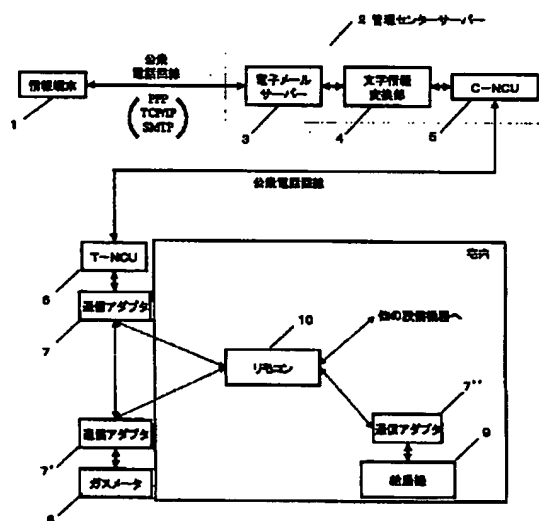 2 管理センターサーバー
公衆
電話回線
情報端末
PPP
TCP/IP
SMTP
電子メール
サーバー
文字情報
変換部
C-NCU
1
3
4
5
公衆電話回線
T-NCU
宅内
6
通信アダプタ
7
10
他の設備機器へ
リモコン
7''
通信アダプタ
通信アダプタ
7'
9
ガスメータ
給湯器
8